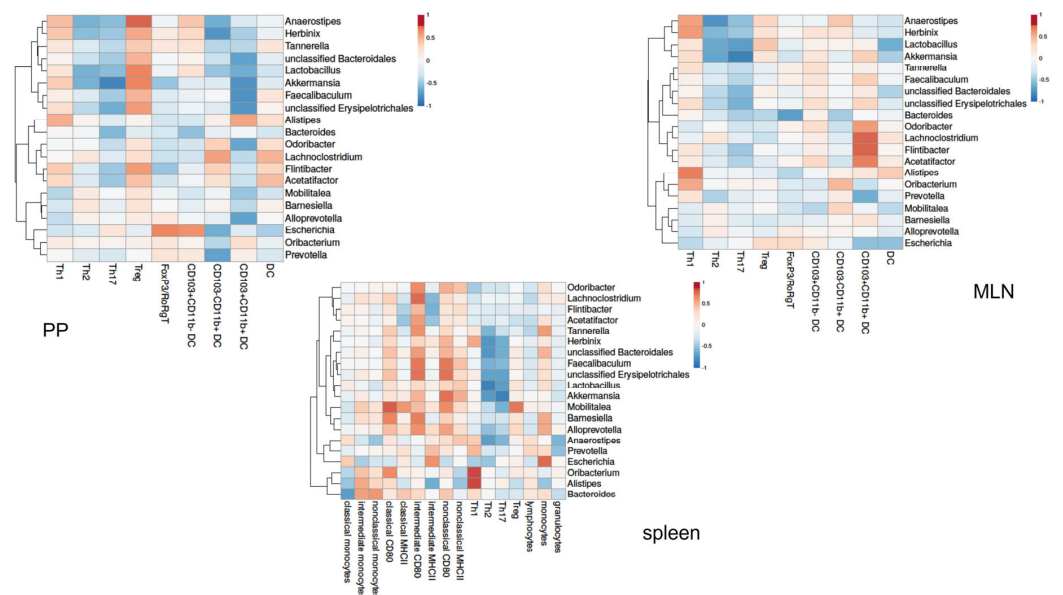 1
0.5
0
-0.5
-1
Anaerostipes
Herbinix
Tannerella
unclassified Bacteroidales
Lactobacillus
Akkermansia
Faecalibaculum
unclassified Erysipelotrichales
Alistipes
Bacteroides
Odoribacter
Lachnoclostridium
Flintibacter
Acetatifactor
Mobilitalea
Barnesiella
Alloprevotella
Escherichia
Oribacterium
Prevotella
Th1
Th2
Th17
Treg
FoxP3/RoRgT
CD103+CD11b- DC
CD103-CD11b+ DC
CD103+CD11b+ DC
DC
PP
1
0.5
0
-0.5
-1
Anaerostipes
Herbinix
Lactobacillus
Akkermansia
Tannerella
Faecalibaculum
unclassified Bacteroidales
unclassified Erysipelotrichales
Bacteroides
Odoribacter
Lachnoclostridium
Flintibacter
Acetatifactor
Alistipes
Oribacterium
Prevotella
Mobilitalea
Barnesiella
Alloprevotella
Escherichia
Th1
Th2
Th17
Treg
FoxP3/RoRgT
CD103+CD11b- DC
CD103-CD11b+ DC
CD103+CD11b+ DC
DC
MLN
1
0.5
0
-0.5
-1
Odoribacter
Lachnoclostridium
Flintibacter
Acetatifactor
Tannerella
Herbinix
unclassified Bacteroidales
Faecalibaculum
unclassified Erysipelotrichales
Lactobacillus
Akkermansia
Mobilitalea
Barnesiella
Alloprevotella
Anaerostipes
Prevotella
Escherichia
Oribacterium
Alistipes
Bacteroides
classical monocytes
intermediate monocytes
nonclassical monocytes
classical CD80
classical MHCII
intermediate CD80
intermediate MHCII
nonclassical CD80
nonclassical MHCII
Th1
Th2
Th17
Treg
lymphocytes
monocytes
granulocytes
spleen